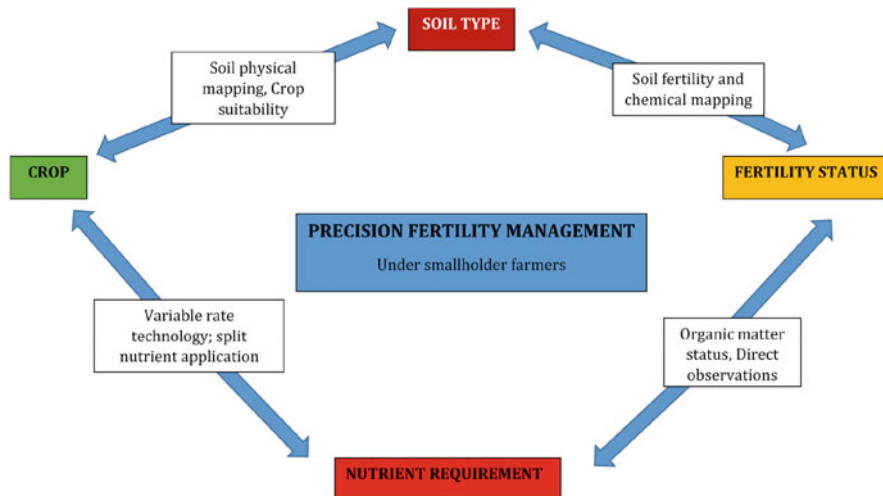 SOIL TYPE
Soil physical
mapping, Crop
suitability
Soil fertility and
chemical mapping
CROP
FERTILITY STATUS
PRECISION FERTILITY MANAGEMENT
Under smallholder farmers
Variable rate
technology; split
nutrient application
Organic matter
status, Direct
observations
NUTRIENT REQUIREMENT